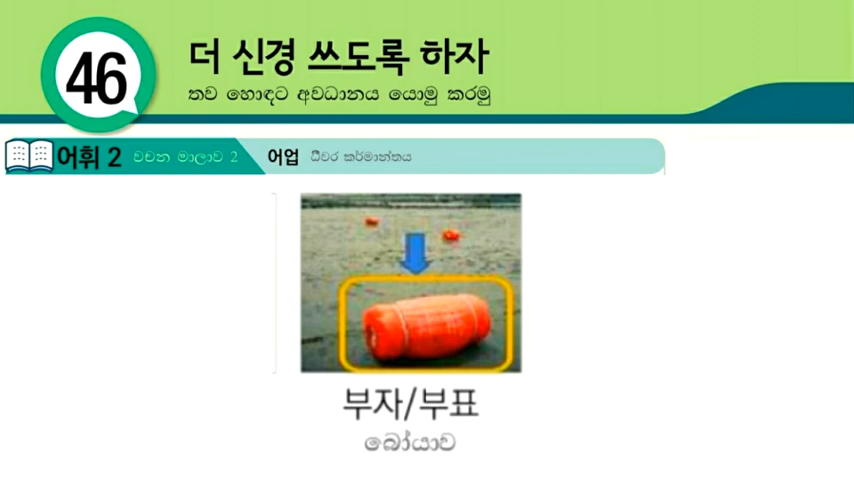 46
더 신경 쓰도록 하자
තව හොඳට අවධානය යොමු කරමු
어휘 2 වචන මාලාව 2 어업 ධීවර කර්මාන්තය
부자/부표
බෝයාව